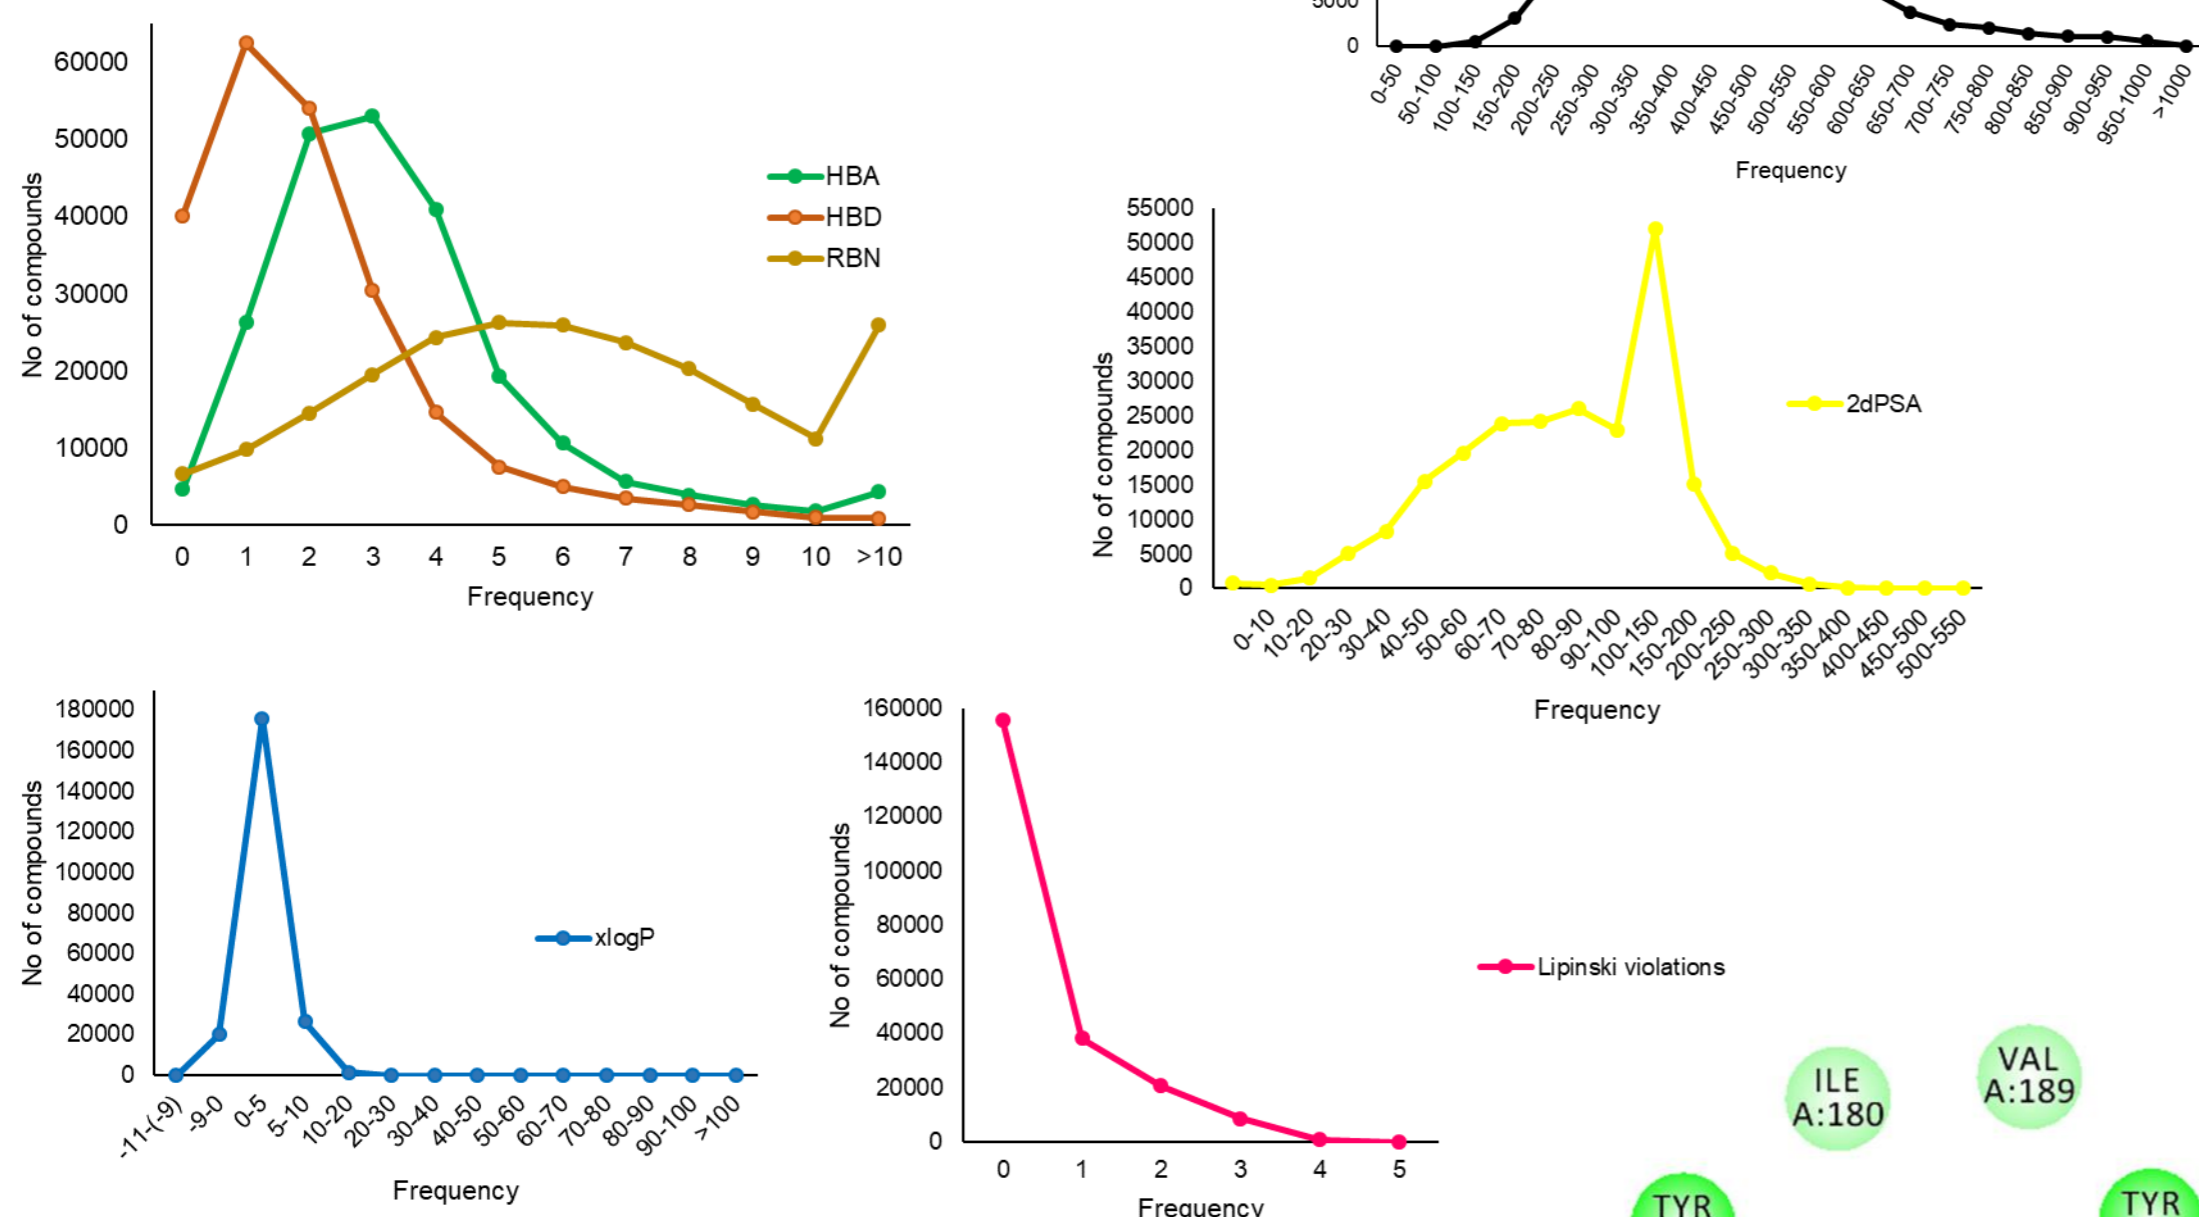 60000
50000
40000
30000
20000
10000
0
No of compounds
HBA
HBD
RBN
0 1 2 3 4 5 6 7 8 9 10 >10
Frequency
5000
0
0-50 50-100 100-150 150-200 200-250 250-300 300-350 350-400 400-450 450-500 500-550 550-600 600-650 650-700 700-750 750-800 800-850 850-900 900-950 950-1000 >1000
Frequency
55000
50000
45000
40000
35000
30000
25000
20000
15000
10000
5000
0
No of compounds
2dPSA
0-10 10-20 20-30 30-40 40-50 50-60 60-70 70-80 80-90 90-100 100-150 150-200 200-250 250-300 300-350 350-400 400-450 450-500 500-550
Frequency
180000
160000
140000
120000
100000
80000
60000
40000
20000
0
No of compounds
xlogP
-11-(-9) -9-0 0-5 5-10 10-20 20-30 30-40 40-50 50-60 60-70 70-80 80-90 90-100 >100
Frequency
160000
140000
120000
100000
80000
60000
40000
20000
0
No of compounds
Lipinski violations
0 1 2 3 4 5
Frequency
ILE
A:180
VAL
A:189
TYR
TYR